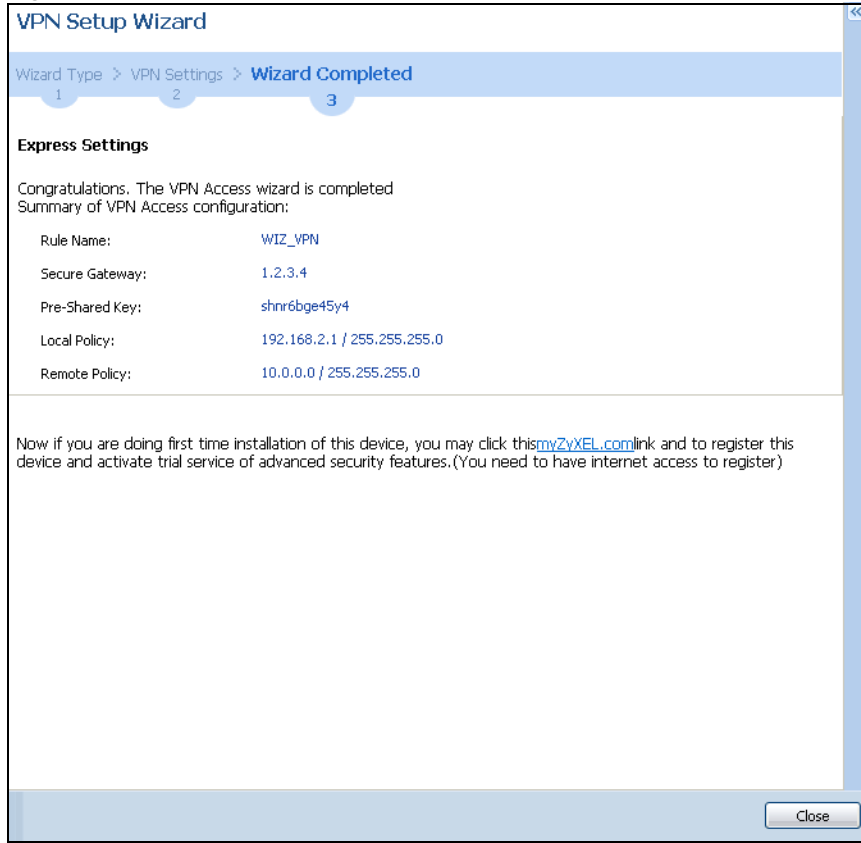 VPN Setup Wizard
Wizard Type > VPN Settings > Wizard Completed
1 2 3
Express Settings
Congratulations. The VPN Access wizard is completed
Summary of VPN Access configuration:
Rule Name: WIZ_VPN
Secure Gateway: 1.2.3.4
Pre-Shared Key: shnr6bge45y4
Local Policy: 192.168.2.1 / 255.255.255.0
Remote Policy: 10.0.0.0 / 255.255.255.0
Now if you are doing first time installation of this device, you may click thismyZyXEL.comlink and to register this
device and activate trial service of advanced security features.(You need to have internet access to register)
Close